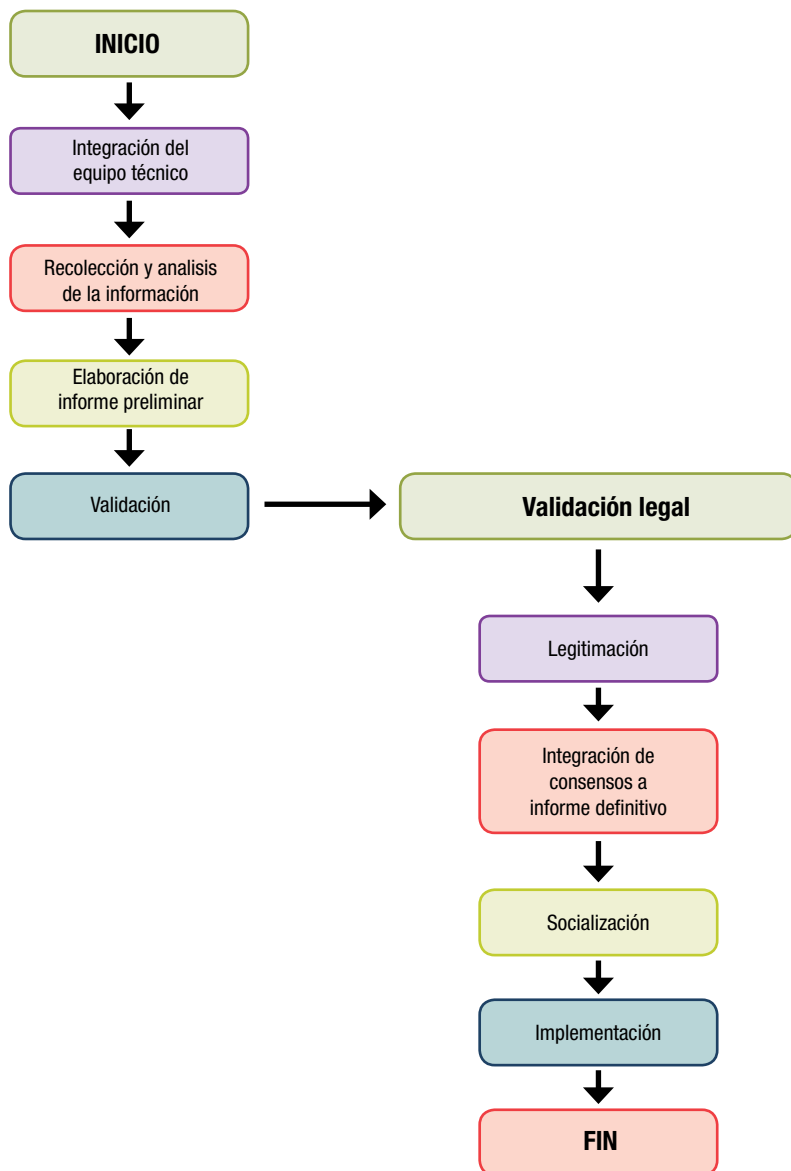 INICIO
Integración del
equipo técnico
Recolección y analisis
de la información
Elaboración de
informe preliminar
Validación
Validación legal
Legitimación
Integración de
consensos a
informe definitivo
Socialización
Implementación
FIN